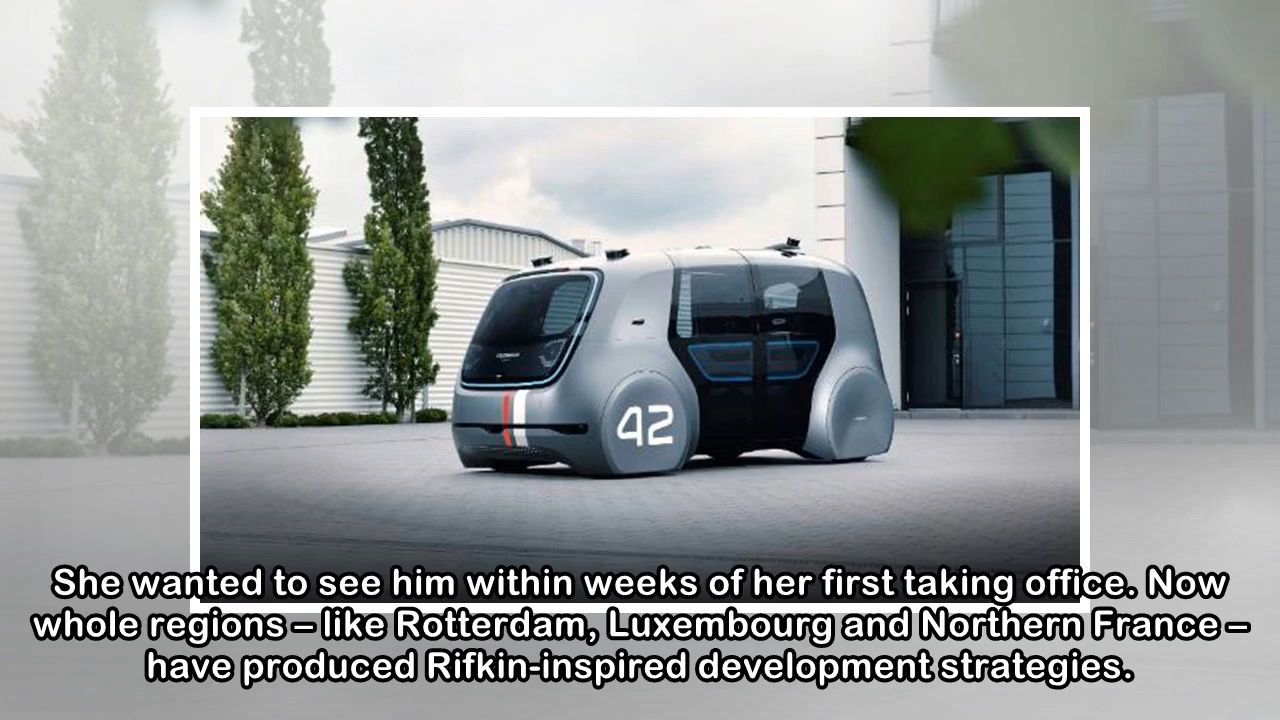 42
She wanted to see him within weeks of her first taking office. Now
whole regions – like Rotterdam, Luxembourg and Northern France –
have produced Rifkin-inspired development strategies.